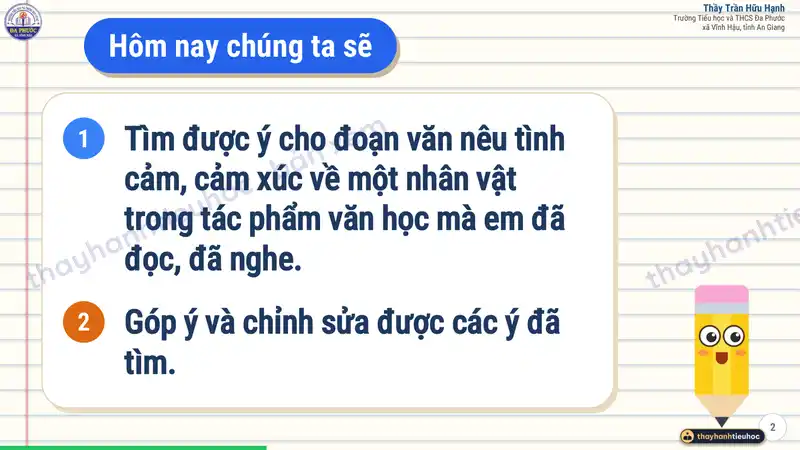 Thầy Trần Hữu Hạnh
Trường Tiểu học và THCS Đa Phước
xã Vĩnh Hậu, tỉnh An Giang
ĐA PHƯỚC
Hôm nay chúng ta sẽ
1
Tìm được ý cho đoạn văn nêu tình
cảm, cảm xúc về một nhân vật
trong tác phẩm văn học mà em đã
đọc, đã nghe.
2
Góp ý và chỉnh sửa được các ý đã
tìm.
thayhanhtieuhoc
2